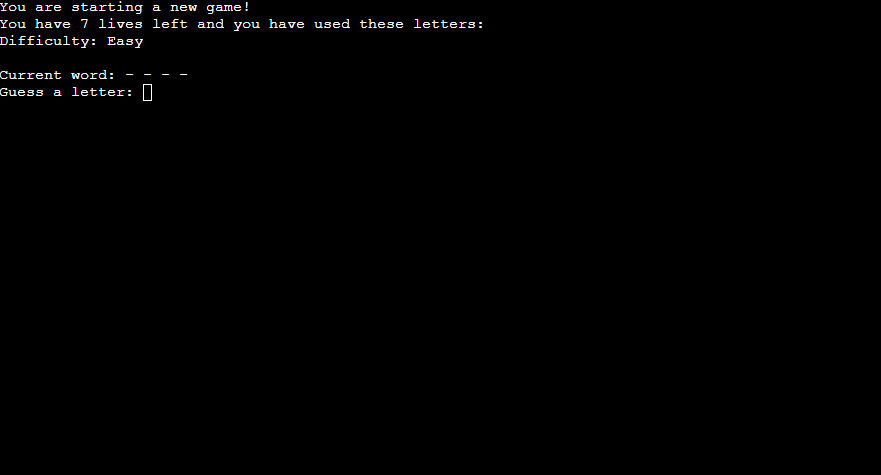 You are starting a new game!
You have 7 lives left and you have used these letters:
Difficulty: Easy
Current word: - - - -
Guess a letter: